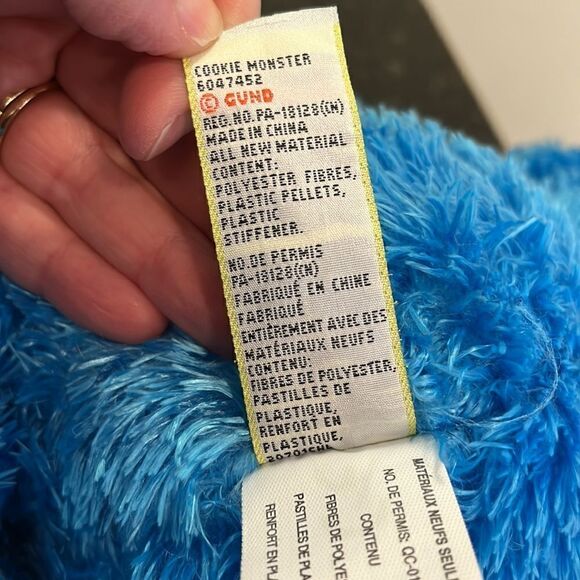 COOKIE MONSTER
6047452
© GUND
REG.NO.PA-18128((N)
MADE IN CHINA
ALL NEW MATERIAL
CONTENT.
POLYESTER FIBRES,
PLASTIC PELLETS,
PLASTIC
STIFFENER.
NO.DE PERMIS
PA-18128((N)
FABRIQUÉ EN CHINE
FABRIQUÉ
ENTIÈREMENT AVEC DES
MATÉRIAUX NEUFS
CONTENU.
FIBRES DE POLYESTER,
PASTILLES DE
PLASTIQUE,
RENFORT EN
PLASTIQUE,
MATÉRIAUX NEUFS SEUL
NO. DE PERMIS: QC-01
CONTENU
FIBRES DE POLYE
PASTILLES DE PLA
RENFORT EN PLA